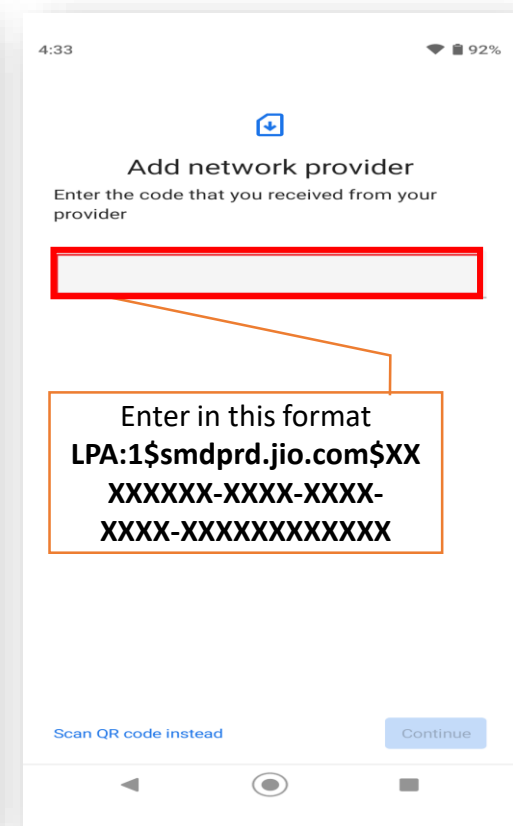 4:33
92%
Add network provider
Enter the code that you received from your
provider
Enter in this format
LPA:1$smdprd.jio.com$XX
XXXXXX-XXXX-XXXX-
XXXX-XXXXXXXXXXXX
Scan QR code instead
Continue